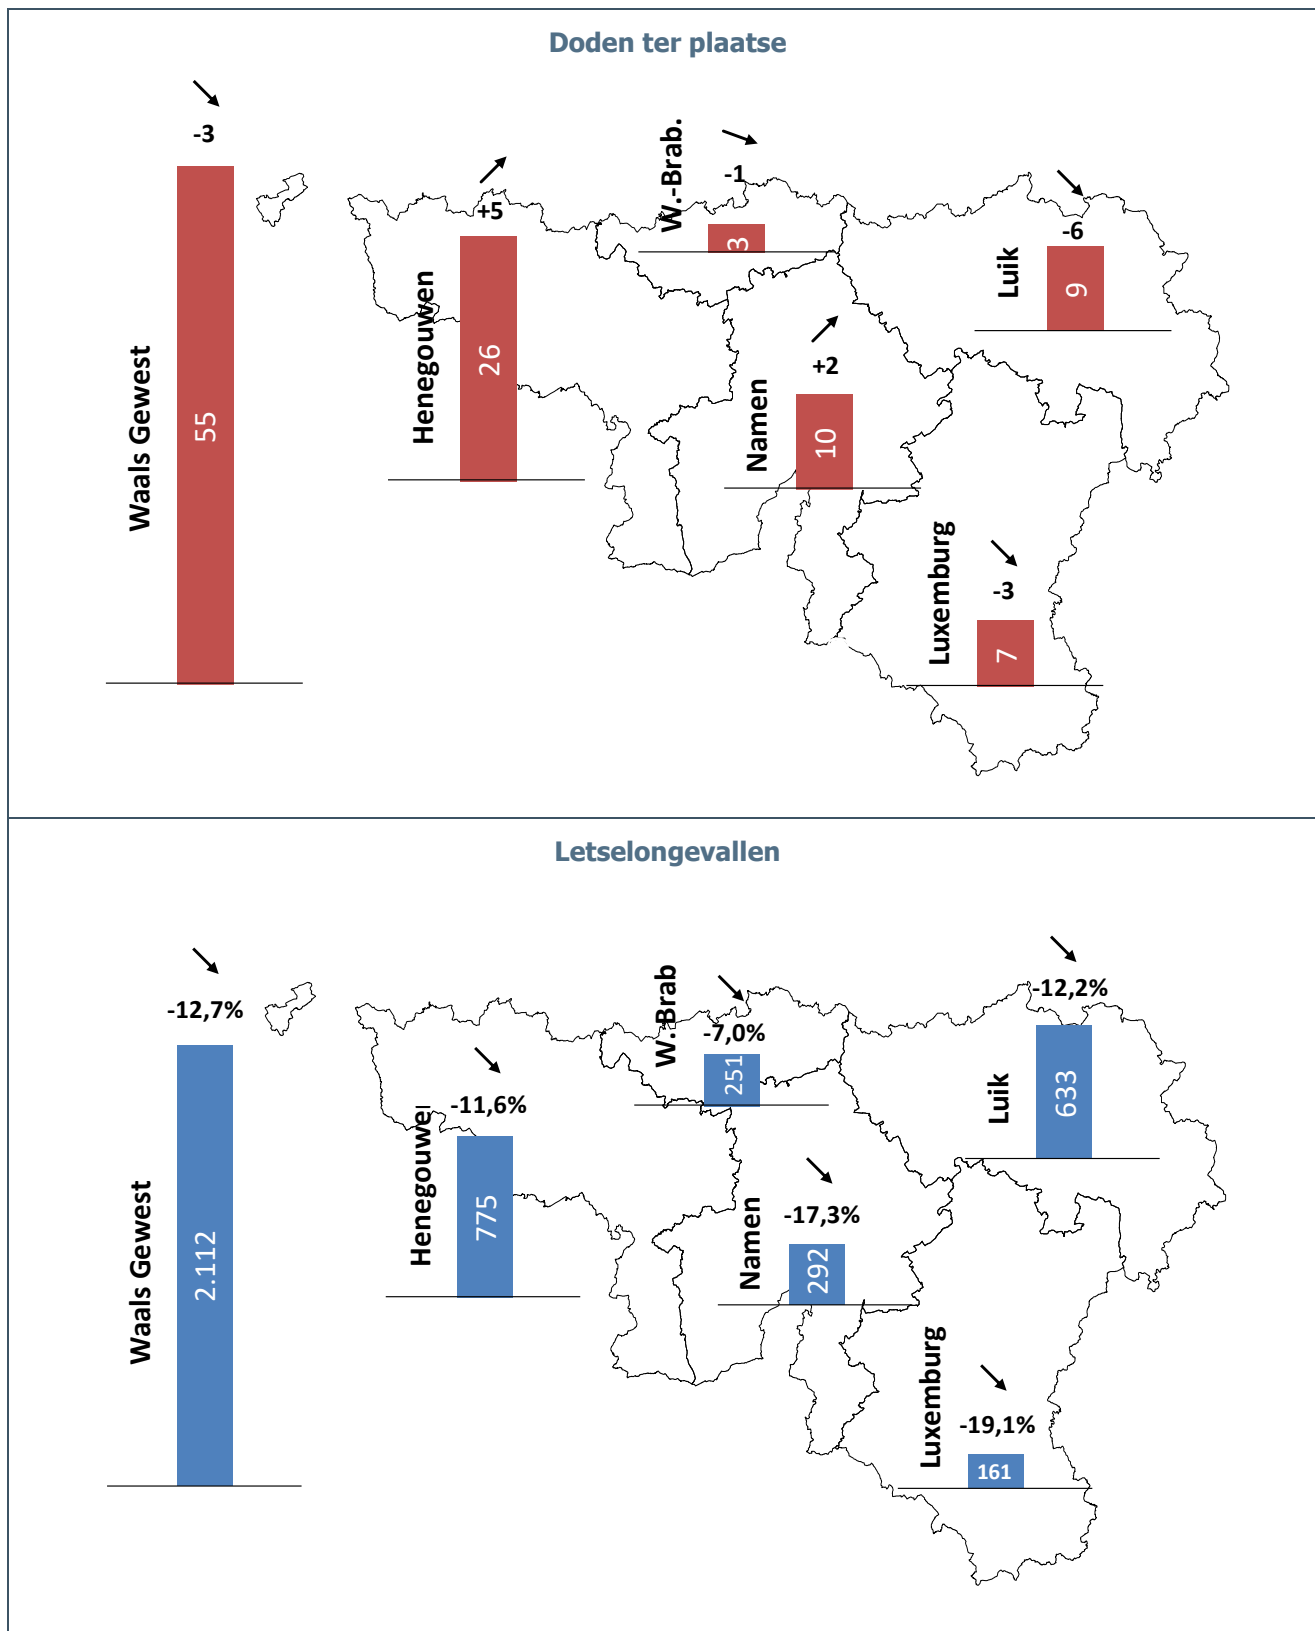 Doden ter plaatse
-3
Waals Gewest
55
+5
Henegouwen
26
W.-Brab.
-1
3
-6
Luik
9
+2
Namen
10
Luxemburg
-3
7
Letselongevallen
-12,7%
Waals Gewest
2.112
-11,6%
Henegouwe
775
W. Brab
-7,0%
251
-12,2%
Luik
633
-17,3%
Namen
292
Luxemburg
-19,1%
161